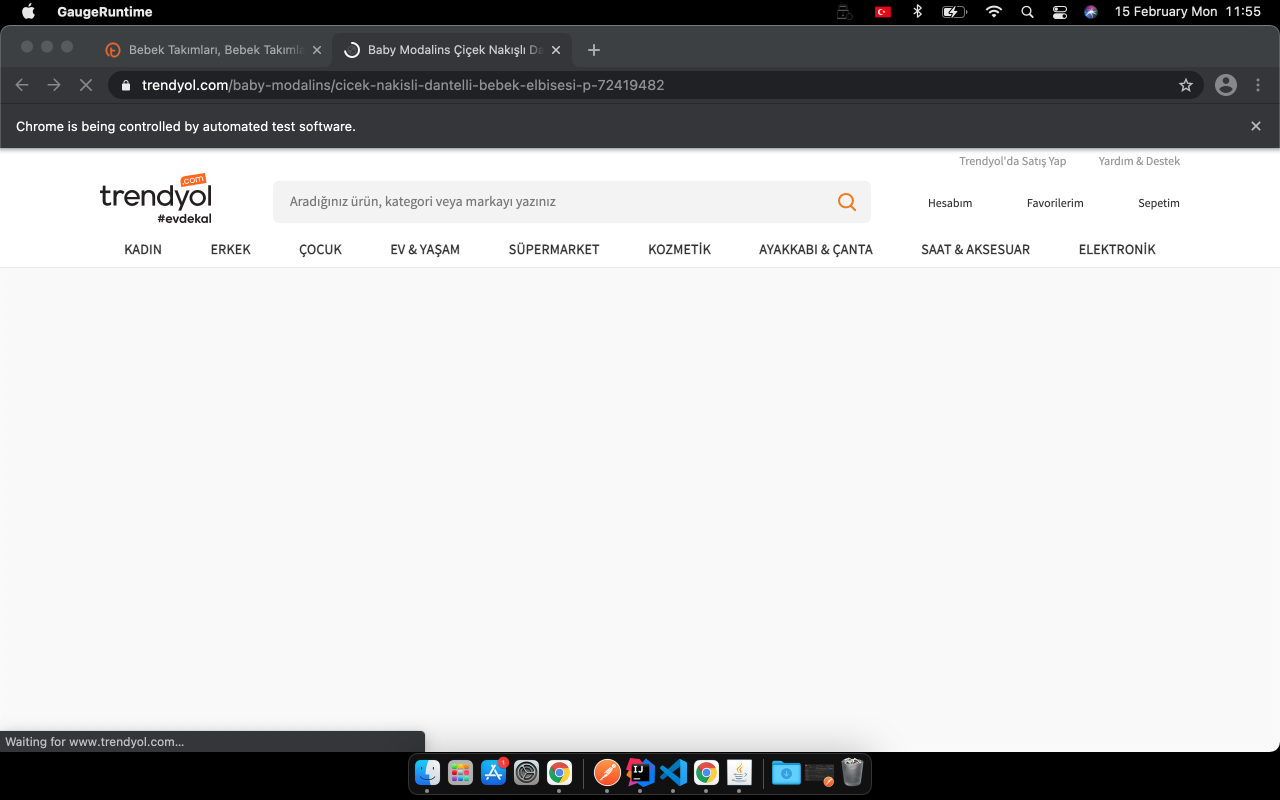 GaugeRuntime
15 February Mon 11:55
Bebek Takımları, Bebek Takımla
Baby Modalins Çiçek Nakışlı Da
trendyol.com/baby-modalins/cicek-nakisli-dantelli-bebek-elbisesi-p-72419482
Chrome is being controlled by automated test software.
Trendyol'da Satış Yap
Yardım & Destek
.com
trendyol
#evdekal
Aradığınız ürün, kategori veya markayı yazınız
Hesabım
Favorilerim
Sepetim
KADIN
ERKEK
ÇOCUK
EV & YAŞAM
SÜPERMARKET
KOZMETİK
AYAKKABI & ÇANTA
SAAT & AKSESUAR
ELEKTRONİK
Waiting for www.trendyol.com...
1
IJ